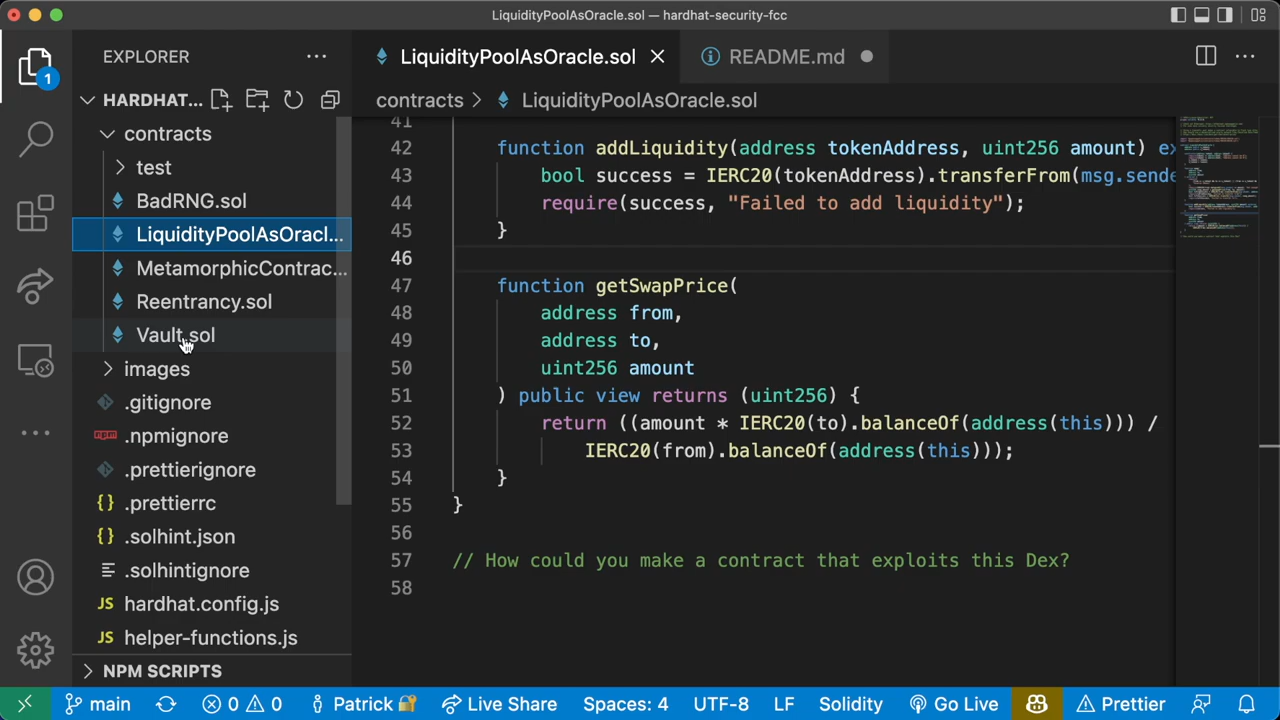 LiquidityPoolAsOracle.sol — hardhat-security-fcc
EXPLORER
LiquidityPoolAsOracle.sol
README.md
1
HARDHAT...
contracts
LiquidityPoolAsOracle.sol
contracts
test
BadRNG.sol
LiquidityPoolAsOracl...
MetamorphicContrac...
Reentrancy.sol
Vault.sol
images
.gitignore
.npmignore
.prettierignore
.prettierrc
.solhint.json
.solhintignore
hardhat.config.js
helper-functions.js
NPM SCRIPTS
41
42 function addLiquidity(address tokenAddress, uint256 amount) ex
43 bool success = IERC20(tokenAddress).transferFrom(msg.sende
44 require(success, "Failed to add liquidity");
45 }
46
47 function getSwapPrice(
48 address from,
49 address to,
50 uint256 amount
51 ) public view returns (uint256) {
52 return ((amount * IERC20(to).balanceOf(address(this))) /
53 IERC20(from).balanceOf(address(this)));
54 }
55 }
56
57 // How could you make a contract that exploits this Dex?
58
main 0 0 Patrick Live Share Spaces: 4 UTF-8 LF Solidity Go Live Prettier